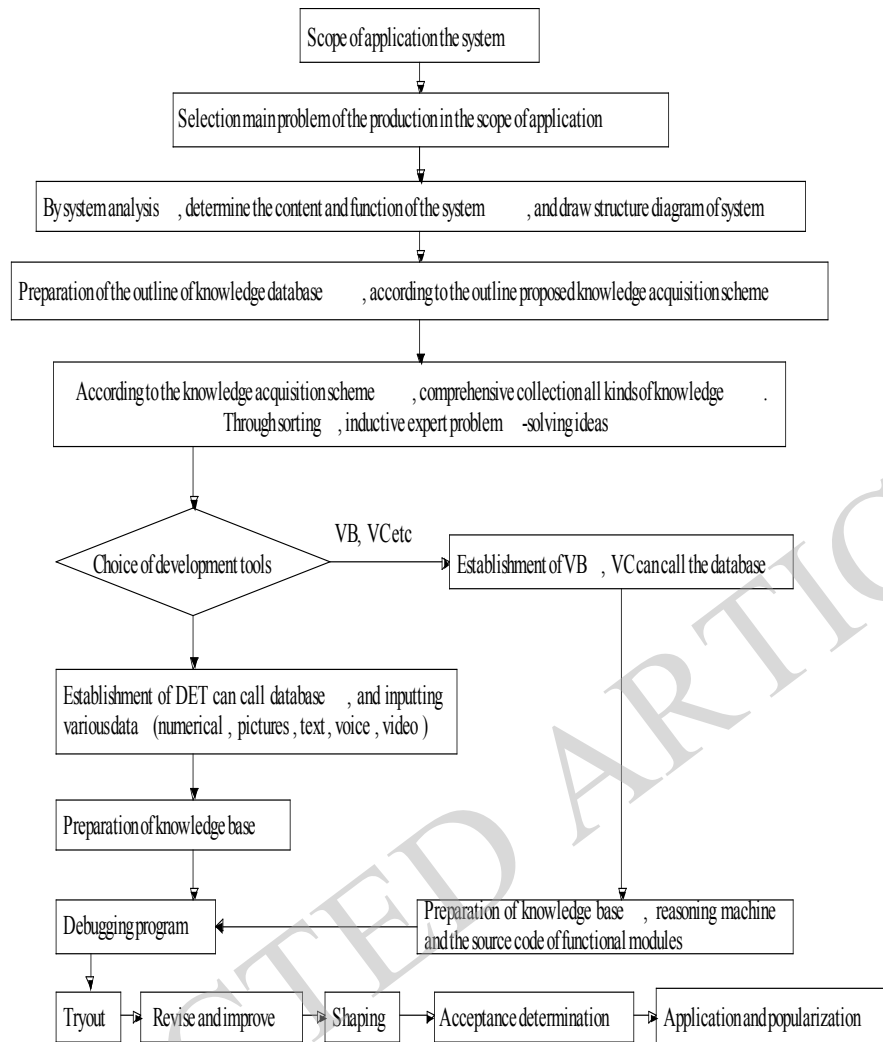 Scope of application the system
Selection main problem of the production in the scope of application
By system analysis , determine the content and function of the system , and draw structure diagram of system
Preparation of the outline of knowledge database , according to the outline proposed knowledge acquisition scheme
According to the knowledge acquisition scheme , comprehensive collection all kinds of knowledge .
Through sorting , inductive expert problem -solving ideas
Choice of development tools
VB, VC etc
Establishment of VB , VC can call the database
Establishment of DET can call database , and inputting
various data (numerical , pictures , text , voice , video )
Preparation of knowledge base
Debugging program
Preparation of knowledge base , reasoning machine
and the source code of functional modules
Tryout
Revise and improve
Shaping
Acceptance determination
Application and popularization
CTED ARTIC